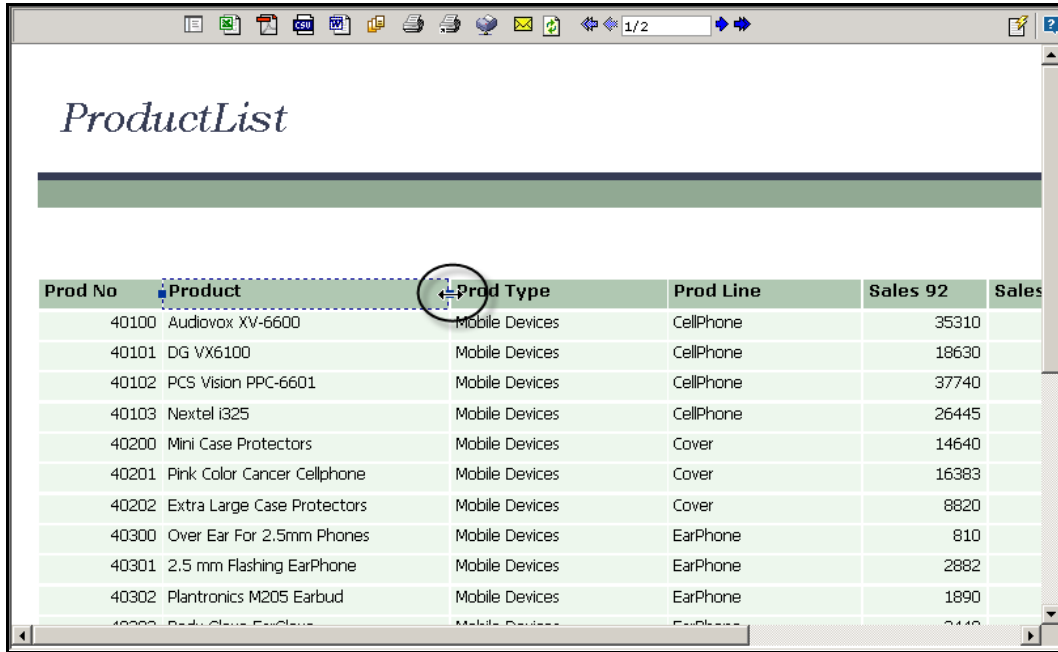 CSV W 1/2 ?
ProductList
Prod No Product Prod Type Prod Line Sales 92 Sales
40100 Audiovox XV-6600 Mobile Devices CellPhone 35310
40101 DG VX6100 Mobile Devices CellPhone 18630
40102 PCS Vision PPC-6601 Mobile Devices CellPhone 37740
40103 Nextel i325 Mobile Devices CellPhone 26445
40200 Mini Case Protectors Mobile Devices Cover 14640
40201 Pink Color Cancer Cellphone Mobile Devices Cover 16383
40202 Extra Large Case Protectors Mobile Devices Cover 8820
40300 Over Ear For 2.5mm Phones Mobile Devices EarPhone 810
40301 2.5 mm Flashing EarPhone Mobile Devices EarPhone 2882
40302 Plantronics M205 Earbud Mobile Devices EarPhone 1890
Mobile Devices EarPhone